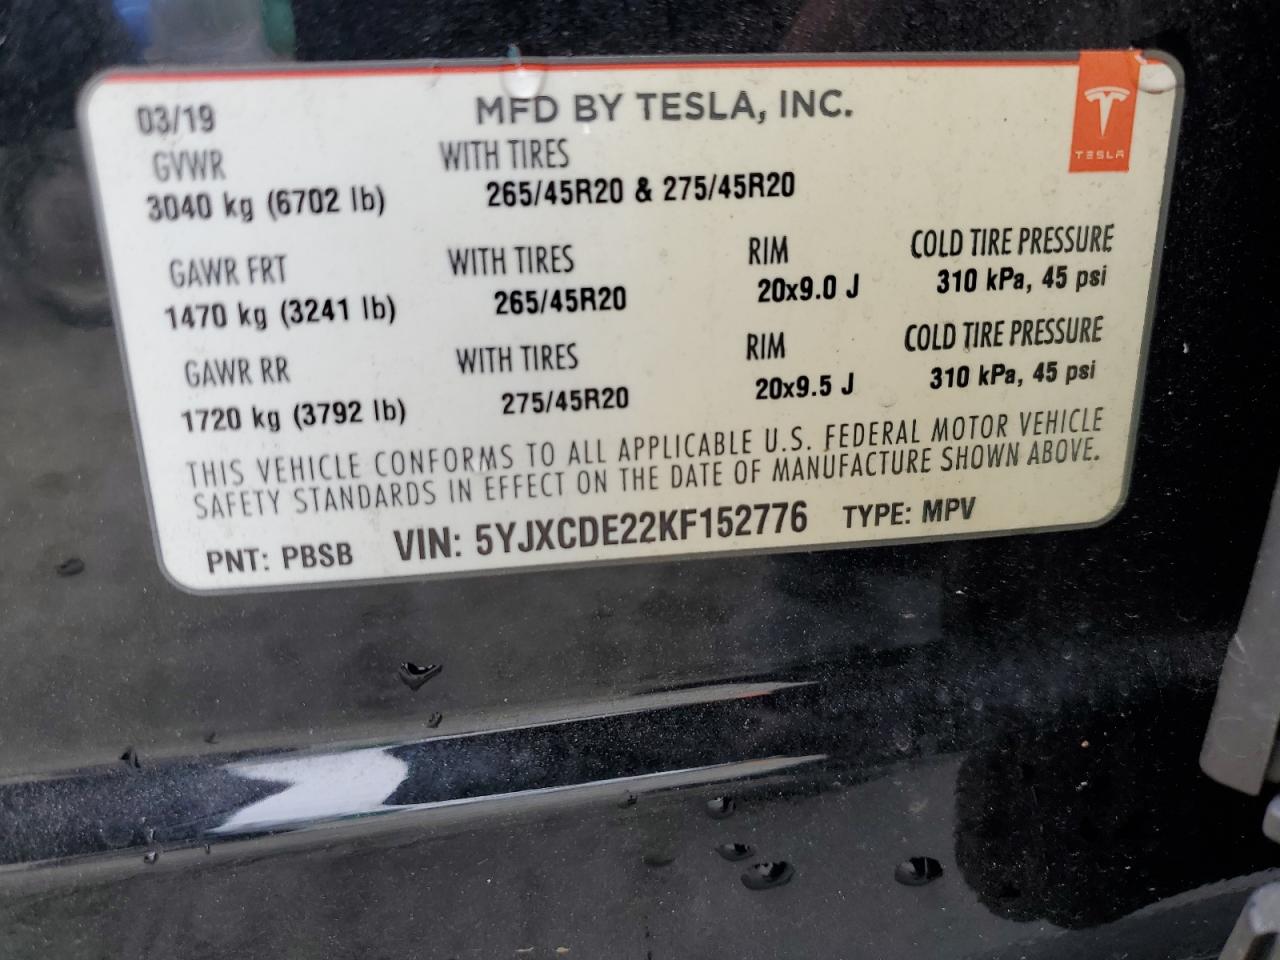 03/19 MFD BY TESLA, INC.
TESLA
GVWR WITH TIRES
3040 kg (6702 lb) 265/45R20 & 275/45R20
GAWR FRT WITH TIRES RIM COLD TIRE PRESSURE
1470 kg (3241 lb) 265/45R20 20x9.0 J 310 kPa, 45 psi
GAWR RR WITH TIRES RIM COLD TIRE PRESSURE
1720 kg (3792 lb) 275/45R20 20x9.5 J 310 kPa, 45 psi
THIS VEHICLE CONFORMS TO ALL APPLICABLE U.S. FEDERAL MOTOR VEHICLE
SAFETY STANDARDS IN EFFECT ON THE DATE OF MANUFACTURE SHOWN ABOVE.
PNT: PBSB VIN: 5YJXCDE22KF152776 TYPE: MPV